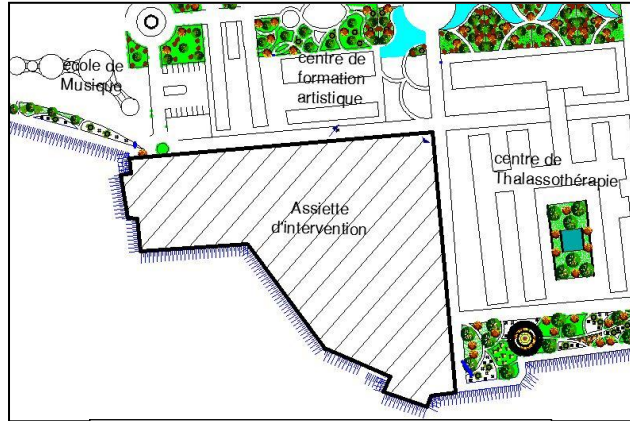 école de
Musique
centre de
formation
artistique
centre de
Thalassothérapie
Assiette
d'intervention